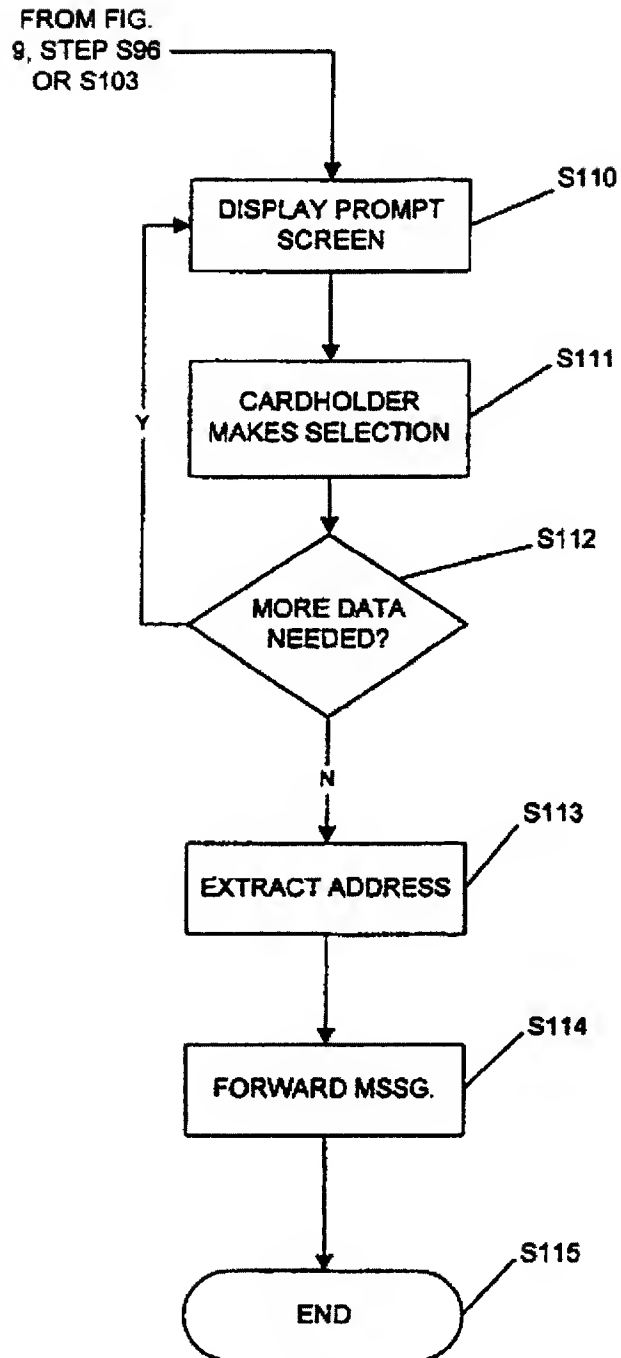 FROM FIG.
9, STEP S96
OR S103
S110
DISPLAY PROMPT
SCREEN
S111
CARDHOLDER
MAKES SELECTION
Y
S112
MORE DATA
NEEDED?
N
S113
EXTRACT ADDRESS
S114
FORWARD MSSG.
S115
END